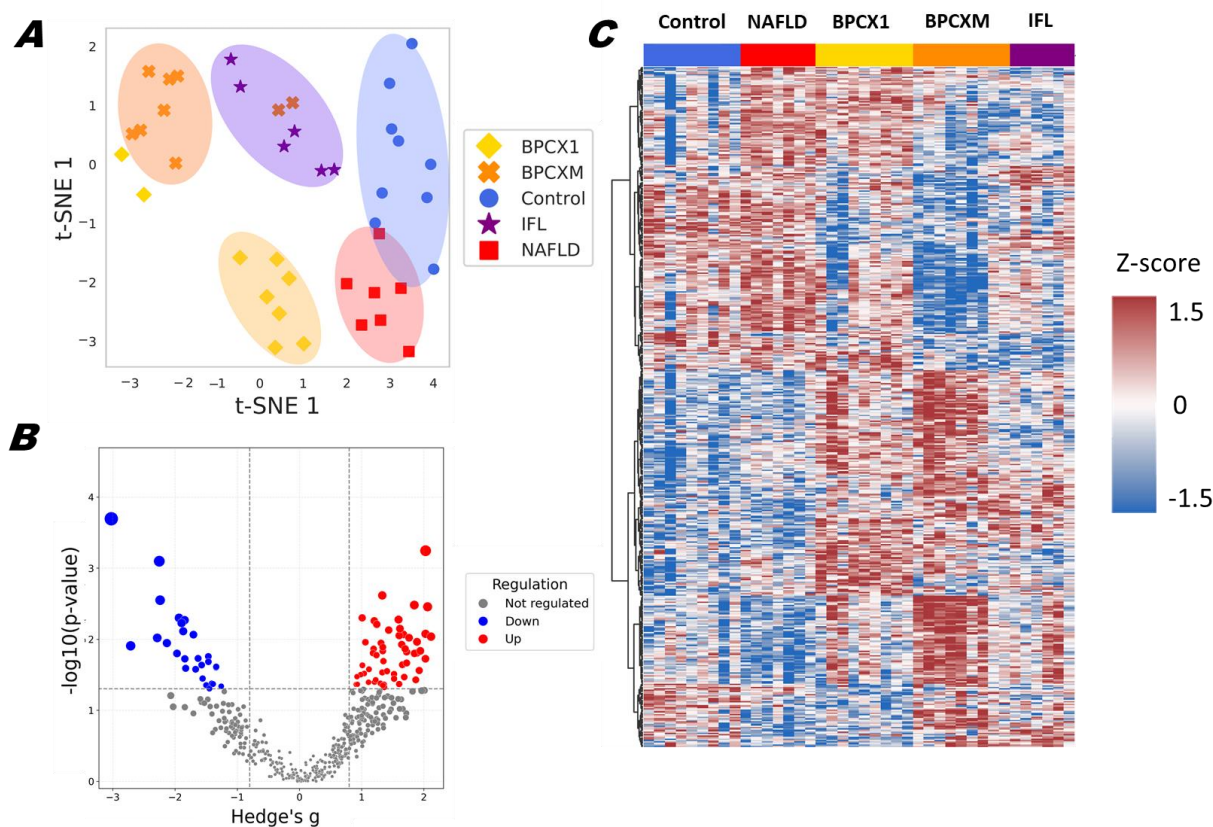 A
2
1
0
−1
−2
−3
t-SNE 1
−3
−2
−1
0
1
2
3
4
t-SNE 1
BPCX1
BPCXM
Control
IFL
NAFLD
B
4
3
2
1
0
-log10(p-value)
−3
−2
−1
0
1
2
Hedge's g
Regulation
Not regulated
Down
Up
C
Control
NAFLD
BPCX1
BPCXM
IFL
Z-score
1.5
0
-1.5